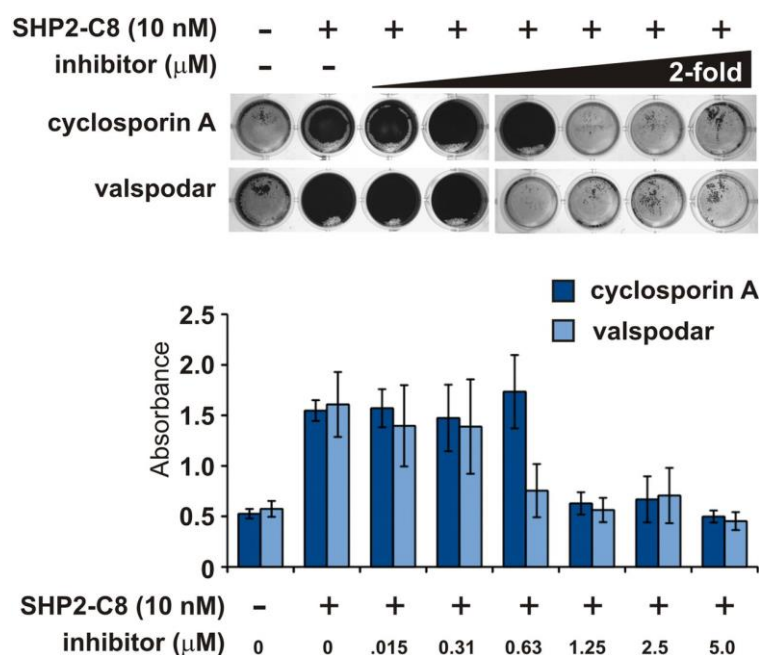 SHP2-C8 (10 nM) – + + + + + + +
inhibitor (μM) – – 2-fold
cyclosporin A
valspodar
cyclosporin A
valspodar
2.5
2.0
1.5
1.0
0.5
0
Absorbance
SHP2-C8 (10 nM) – + + + + + + +
inhibitor (μM) 0 0 .015 0.31 0.63 1.25 2.5 5.0